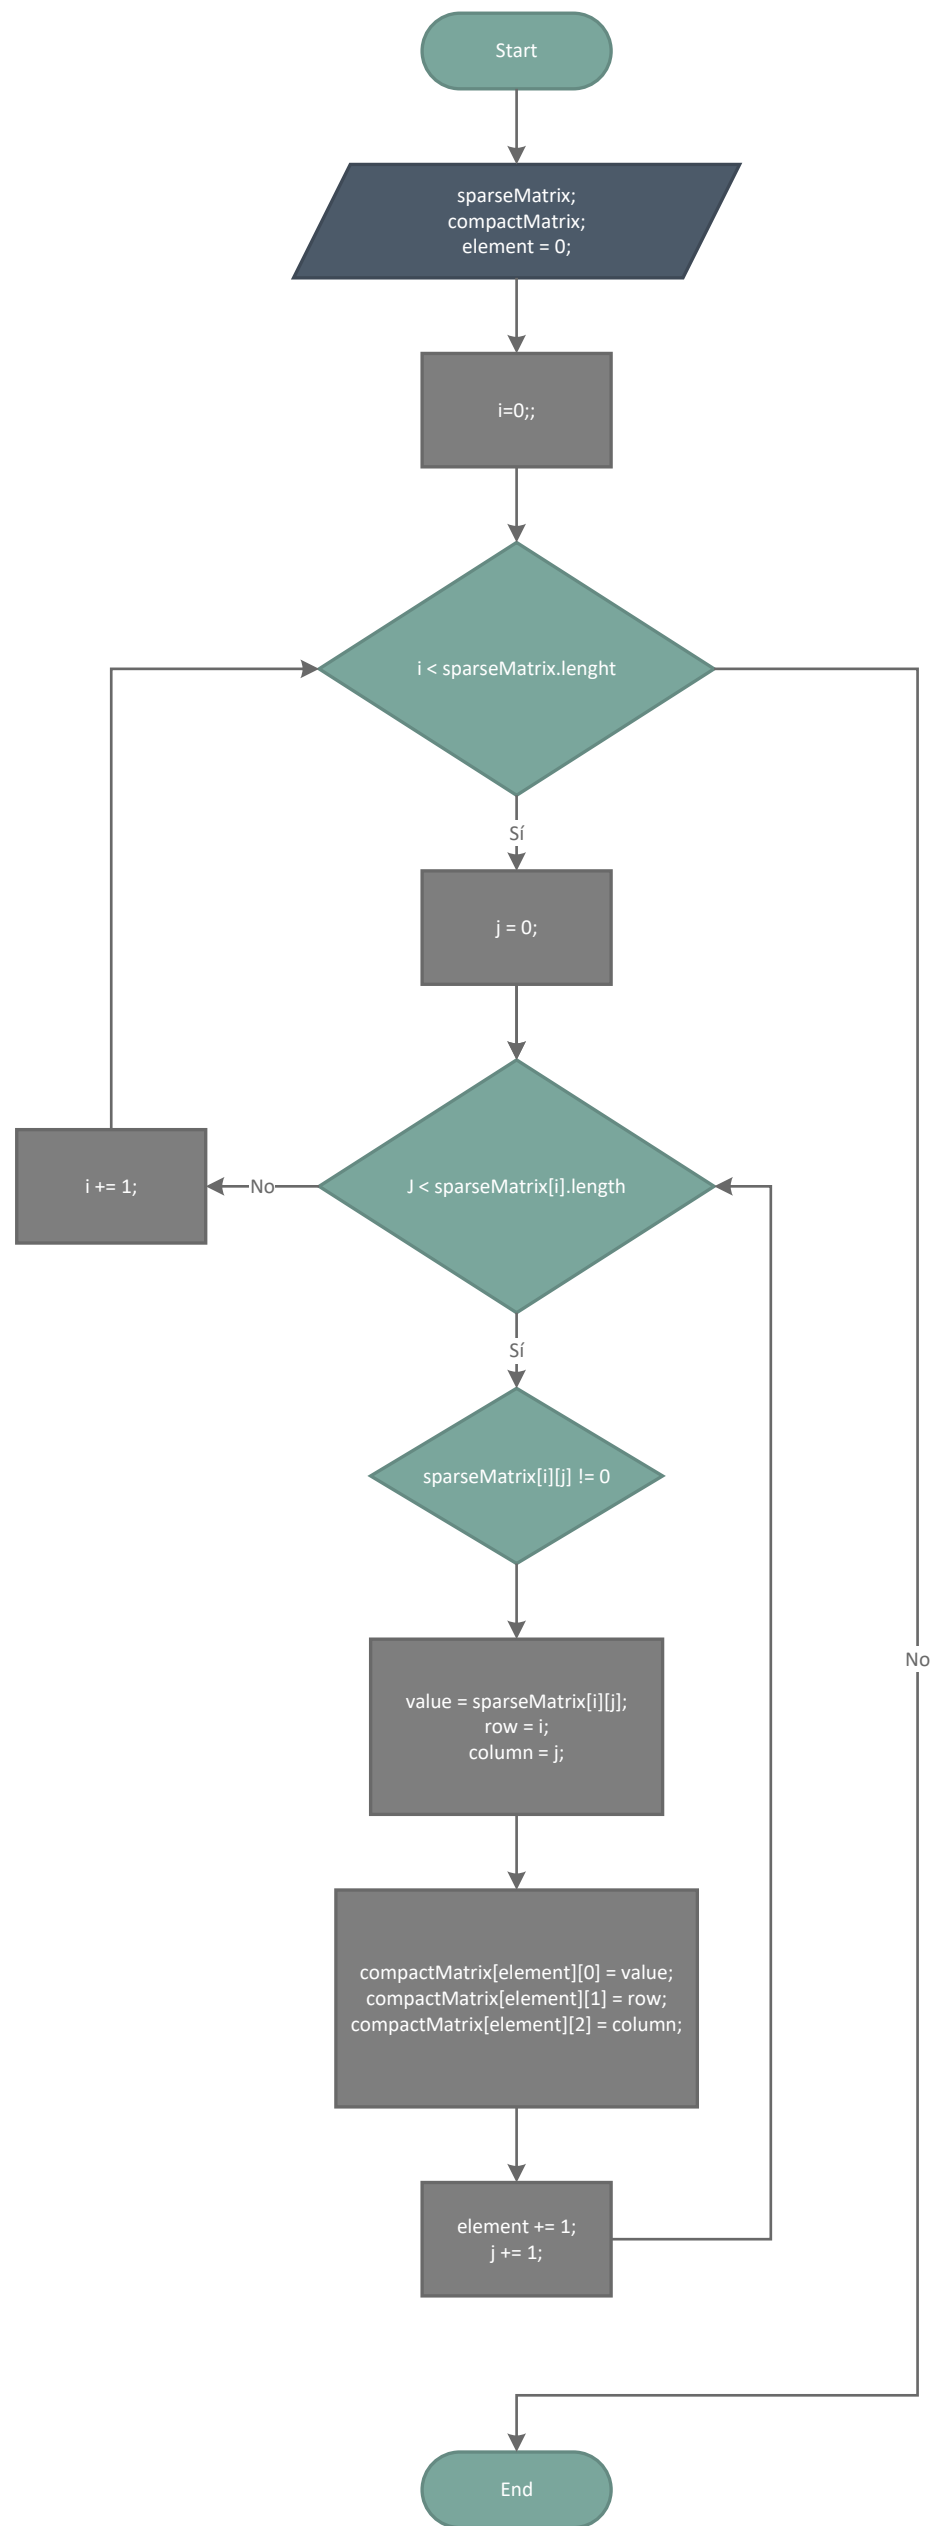 Start
sparseMatrix;
compactMatrix;
element = 0;
i=0;;
i < sparseMatrix.lenght
Sí
j = 0;
i += 1;
No
J < sparseMatrix[i].length
Sí
sparseMatrix[i][j] != 0
No
value = sparseMatrix[i][j];
row = i;
column = j;
compactMatrix[element][0] = value;
compactMatrix[element][1] = row;
compactMatrix[element][2] = column;
element += 1;
j += 1;
End